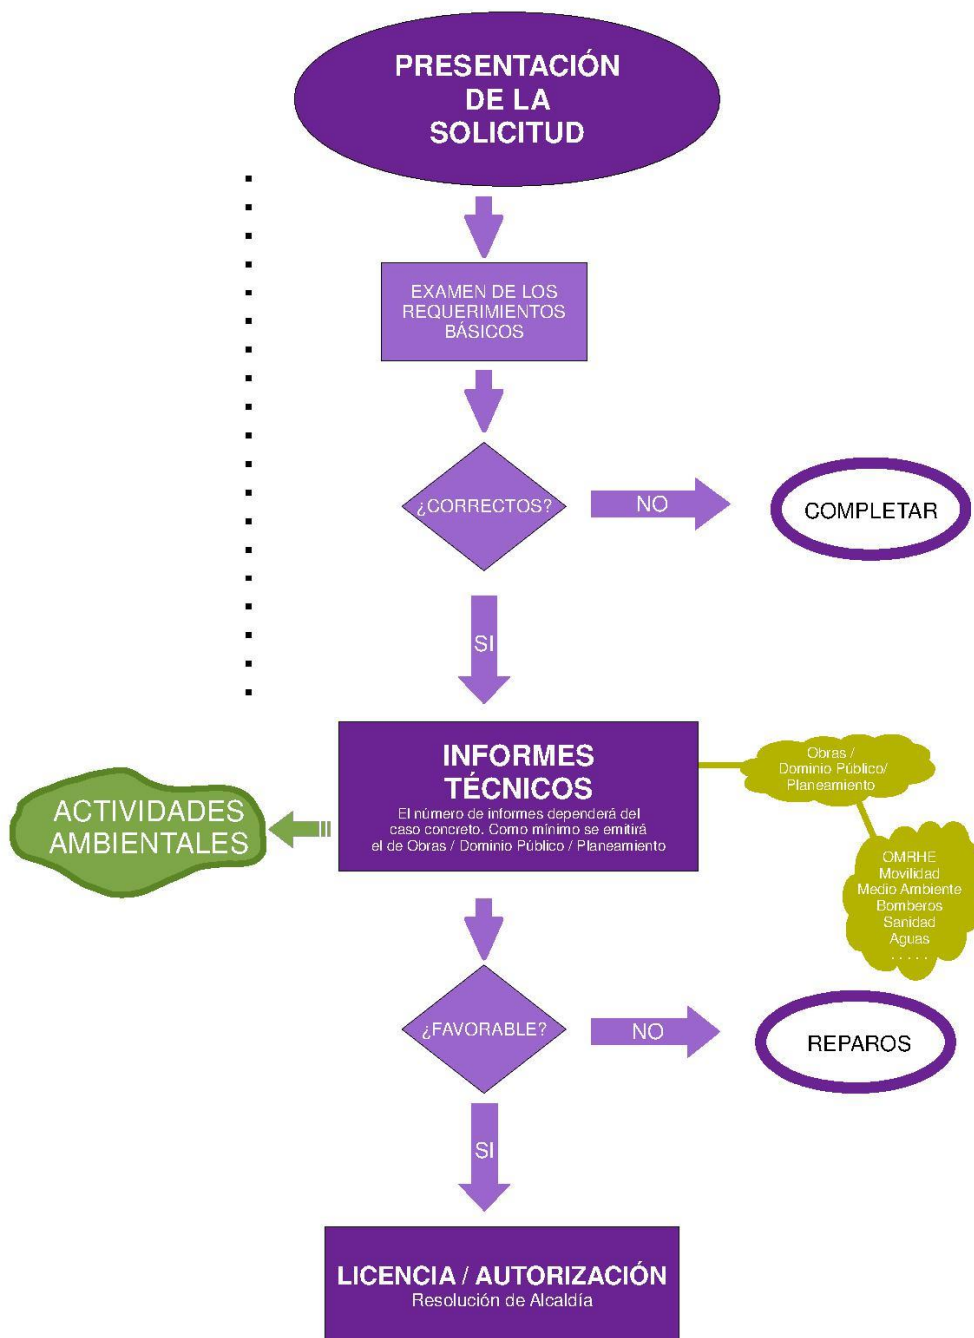 PRESENTACIÓN
DE LA
SOLICITUD
EXAMEN DE LOS
REQUERIMIENTOS
BÁSICOS
¿CORRECTOS?
NO
COMPLETAR
SI
INFORMES
TÉCNICOS
El número de informes dependerá del
caso concreto. Como mínimo se emitirá
el de Obras / Dominio Público / Planeamiento
Obras /
Dominio Público/
Planeamiento
ACTIVIDADES
AMBIENTALES
OMRHE
Movilidad
Medio Ambiente
Bomberos
Sanidad
Aguas
. . . . .
¿FAVORABLE?
NO
REPAROS
SI
LICENCIA / AUTORIZACIÓN
Resolución de Alcaldía